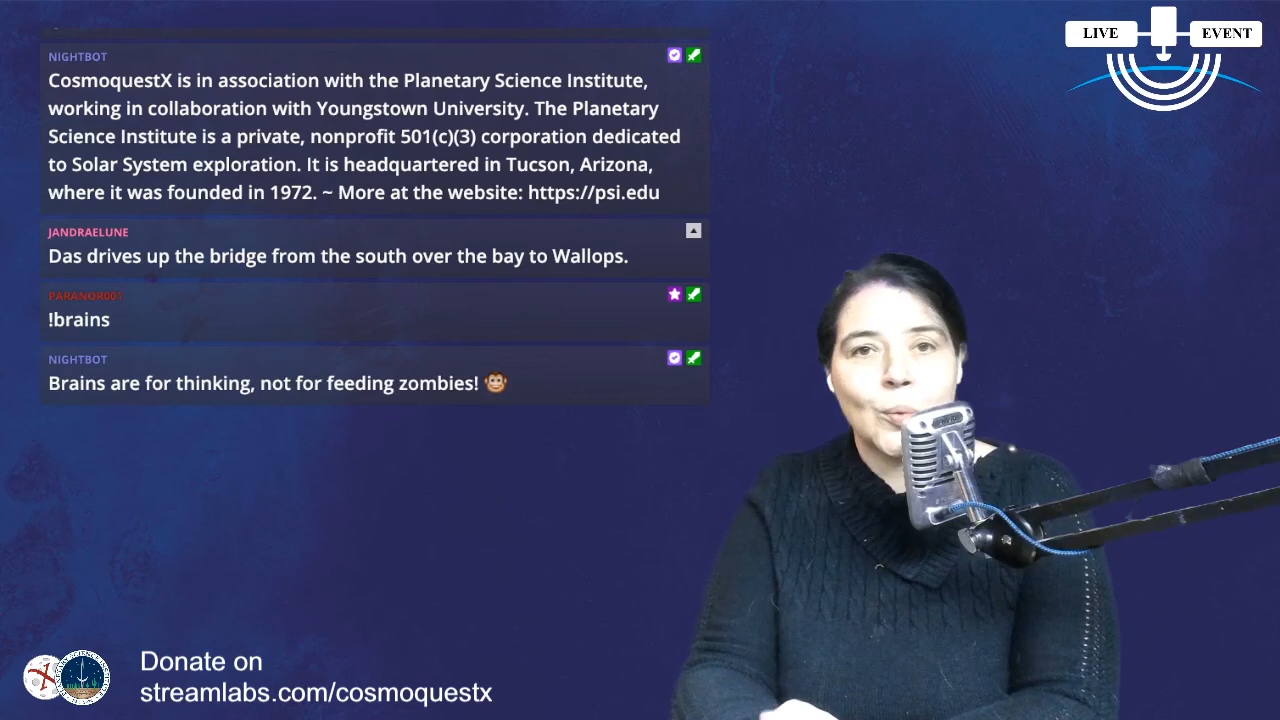 LIVE EVENT
NIGHTBOT
CosmoquestX is in association with the Planetary Science Institute,
working in collaboration with Youngstown University. The Planetary
Science Institute is a private, nonprofit 501(c)(3) corporation dedicated
to Solar System exploration. It is headquartered in Tucson, Arizona,
where it was founded in 1972. ~ More at the website: https://psi.edu
JANDRAELUNE
Das drives up the bridge from the south over the bay to Wallops.
PARANOR001
!brains
NIGHTBOT
Brains are for thinking, not for feeding zombies! 🐵
Donate on
streamlabs.com/cosmoquestx